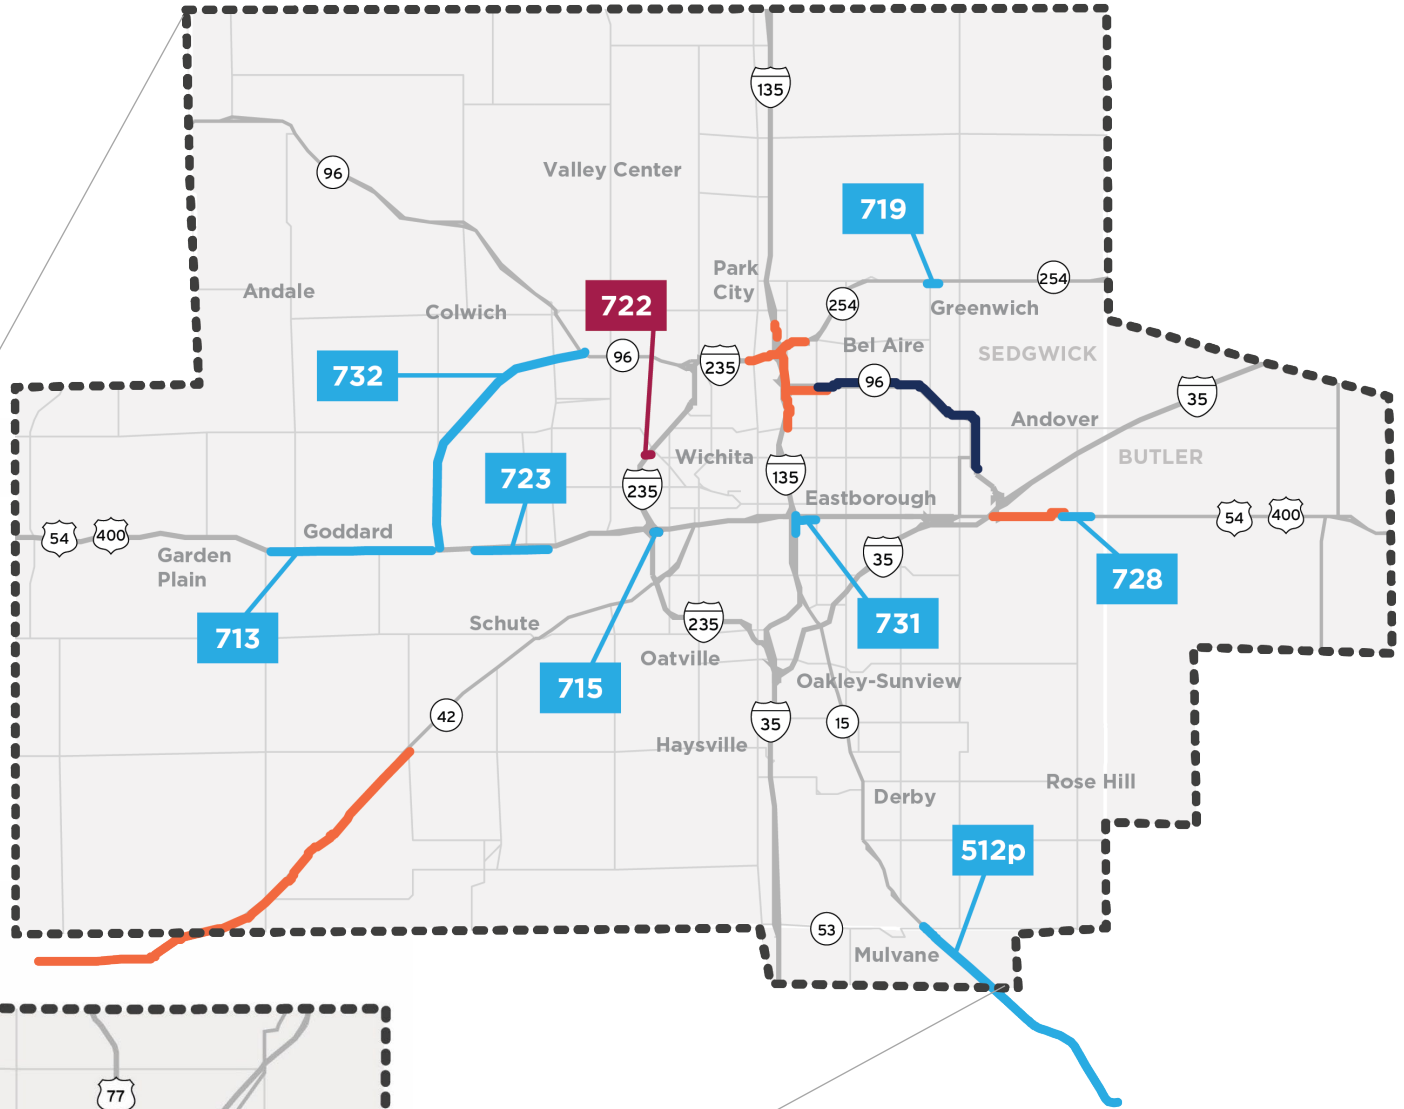 135
96
Valley Center
719
Park
City
254
Andale
254
722
Colwich
Greenwich
Bel Aire
SEDGWICK
96
235
732
96
35
Andover
Wichita
BUTLER
135
723
235
Eastborough
54
400
Goddard
54
400
Garden
Plain
35
728
713
Schute
235
731
Oatville
715
Oakley-Sunview
42
35
15
Haysville
Rose Hill
Derby
512p
53
Mulvane
77